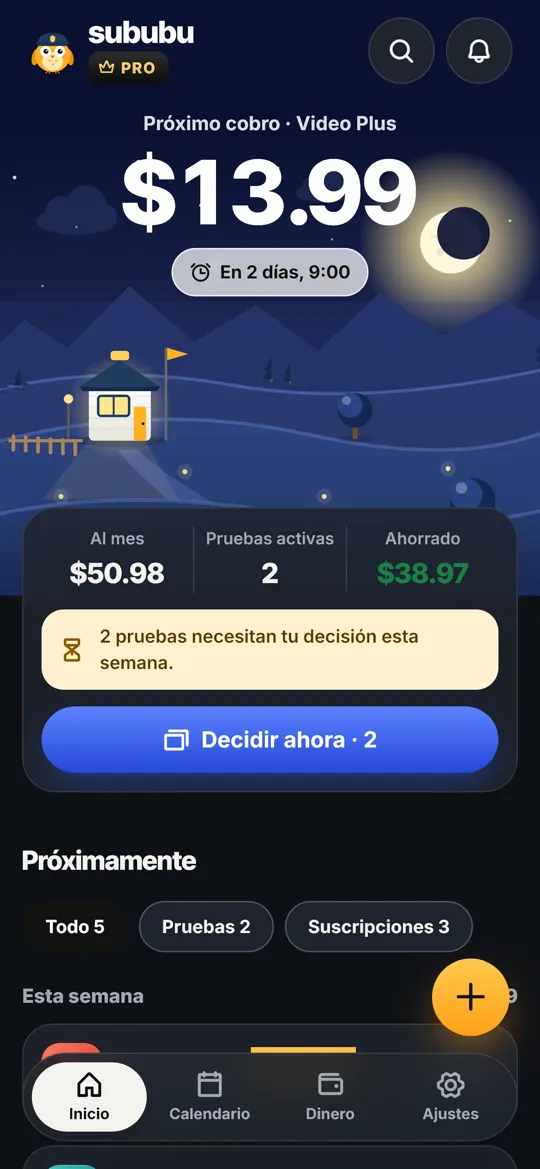 sububu
PRO
Próximo cobro · Video Plus
$13.99
En 2 días, 9:00
Al mes
Pruebas activas
Ahorrado
$50.98
2
$38.97
2 pruebas necesitan tu decisión esta
semana.
Decidir ahora · 2
Próximamente
Todo 5
Pruebas 2
Suscripciones 3
Esta semana
Inicio
Calendario
Dinero
Ajustes